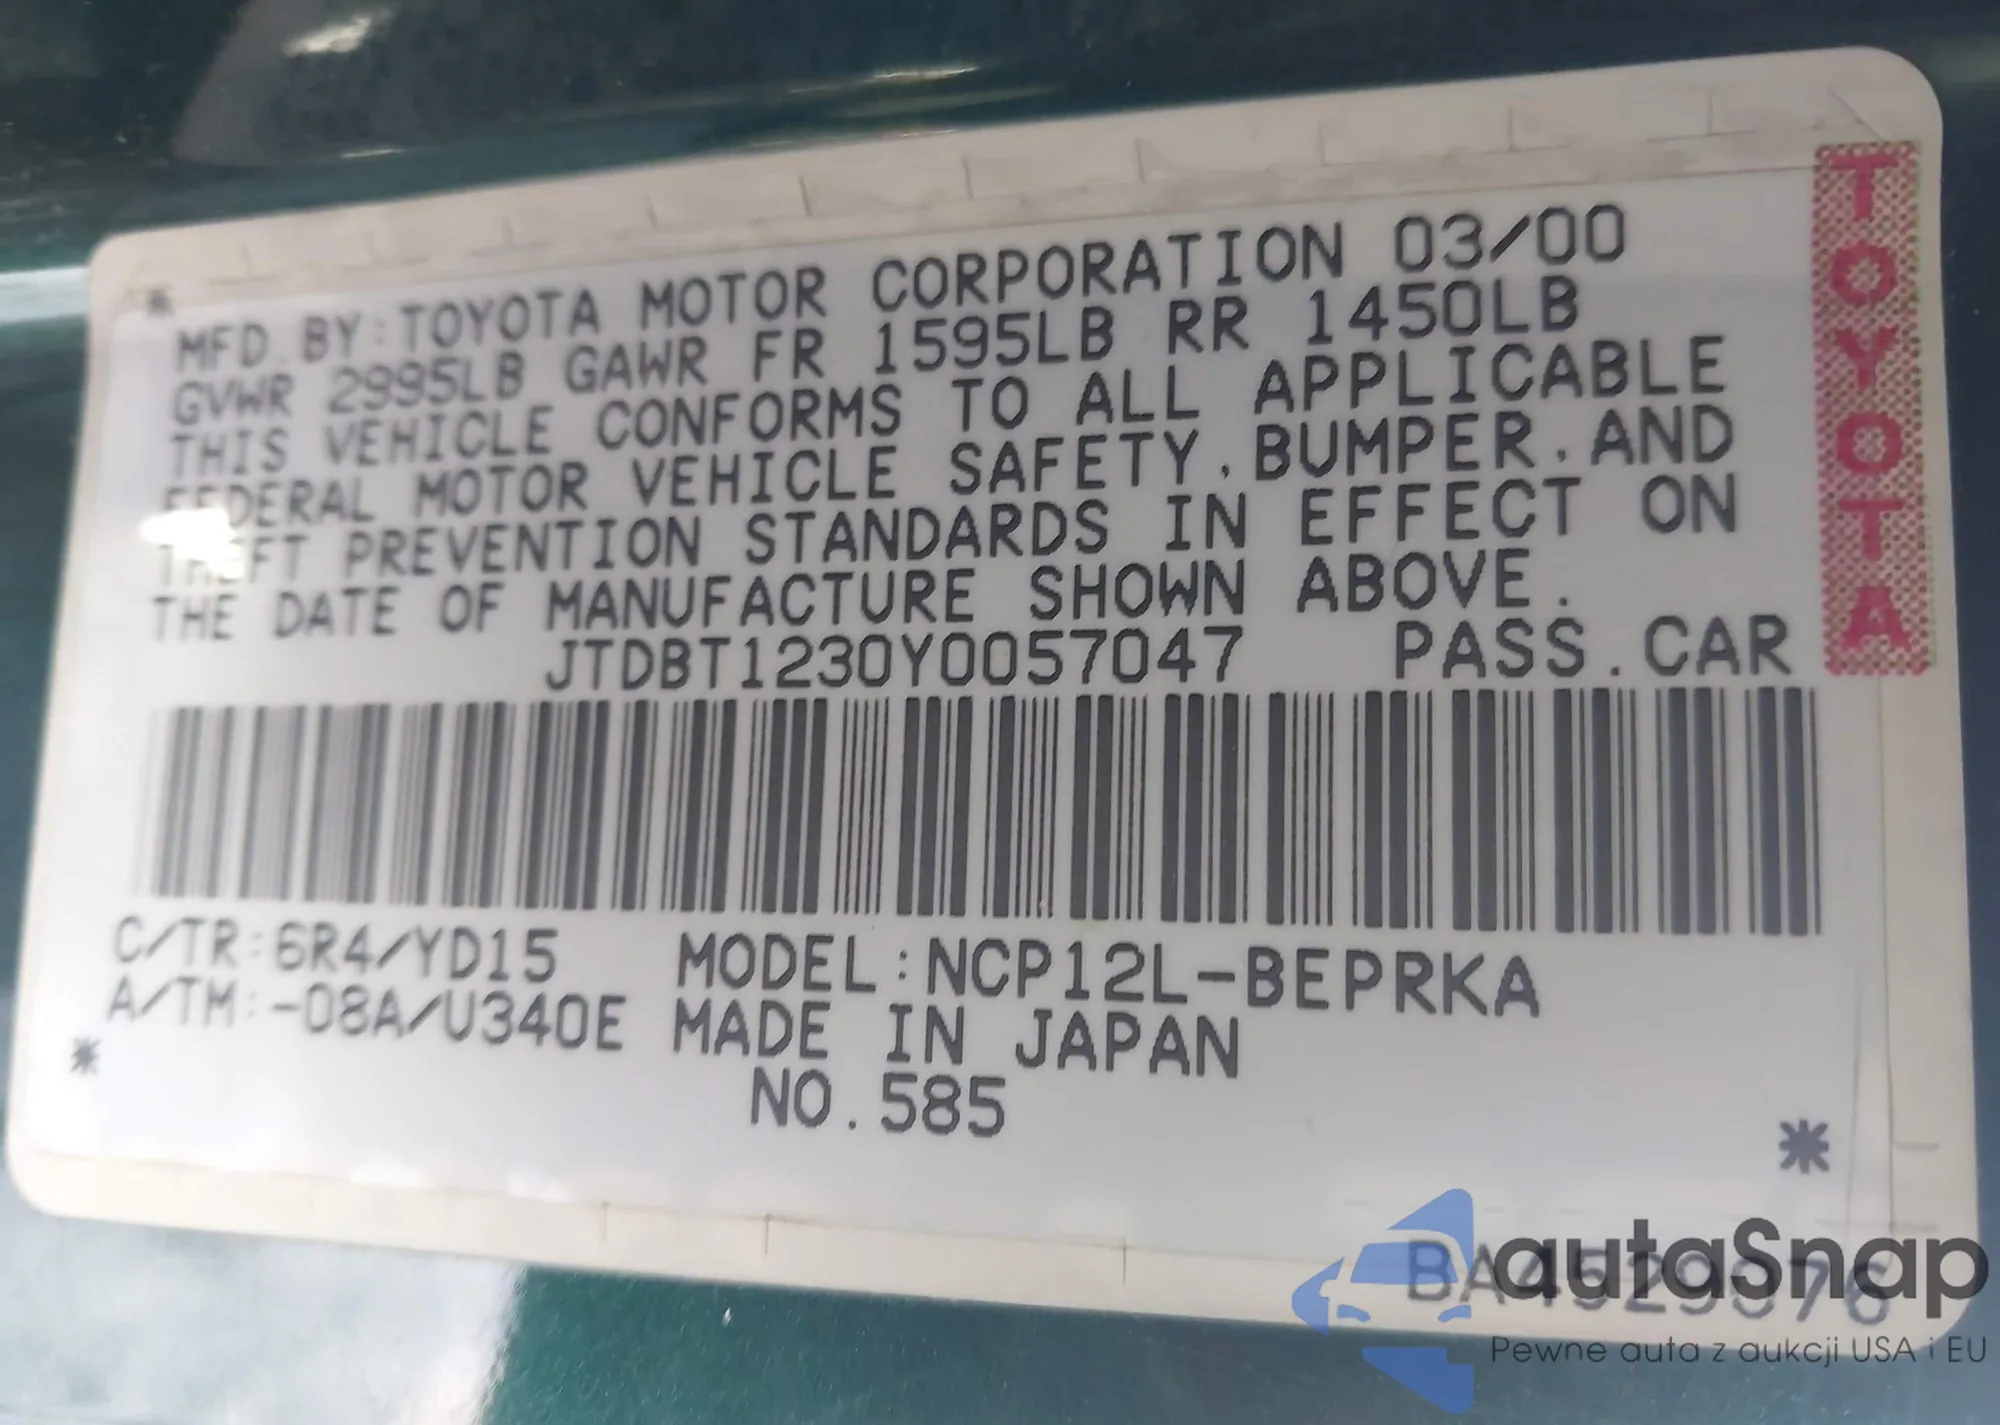 *
MFD. BY:TOYOTA MOTOR CORPORATION 03/00
GVWR 2995LB GAWR FR 1595LB RR 1450LB
THIS VEHICLE CONFORMS TO ALL APPLICABLE
FEDERAL MOTOR VEHICLE SAFETY,BUMPER,AND
THEFT PREVENTION STANDARDS IN EFFECT ON
THE DATE OF MANUFACTURE SHOWN ABOVE.
JTDBT1230Y0057047 PASS.CAR
TOYOTA
C/TR:6R4/YD15 MODEL:NCP12L-BEPRKA
A/TM:-08A/U340E MADE IN JAPAN
* NO.585
*
autaSnap
Pewne auta z aukcji USA i EU